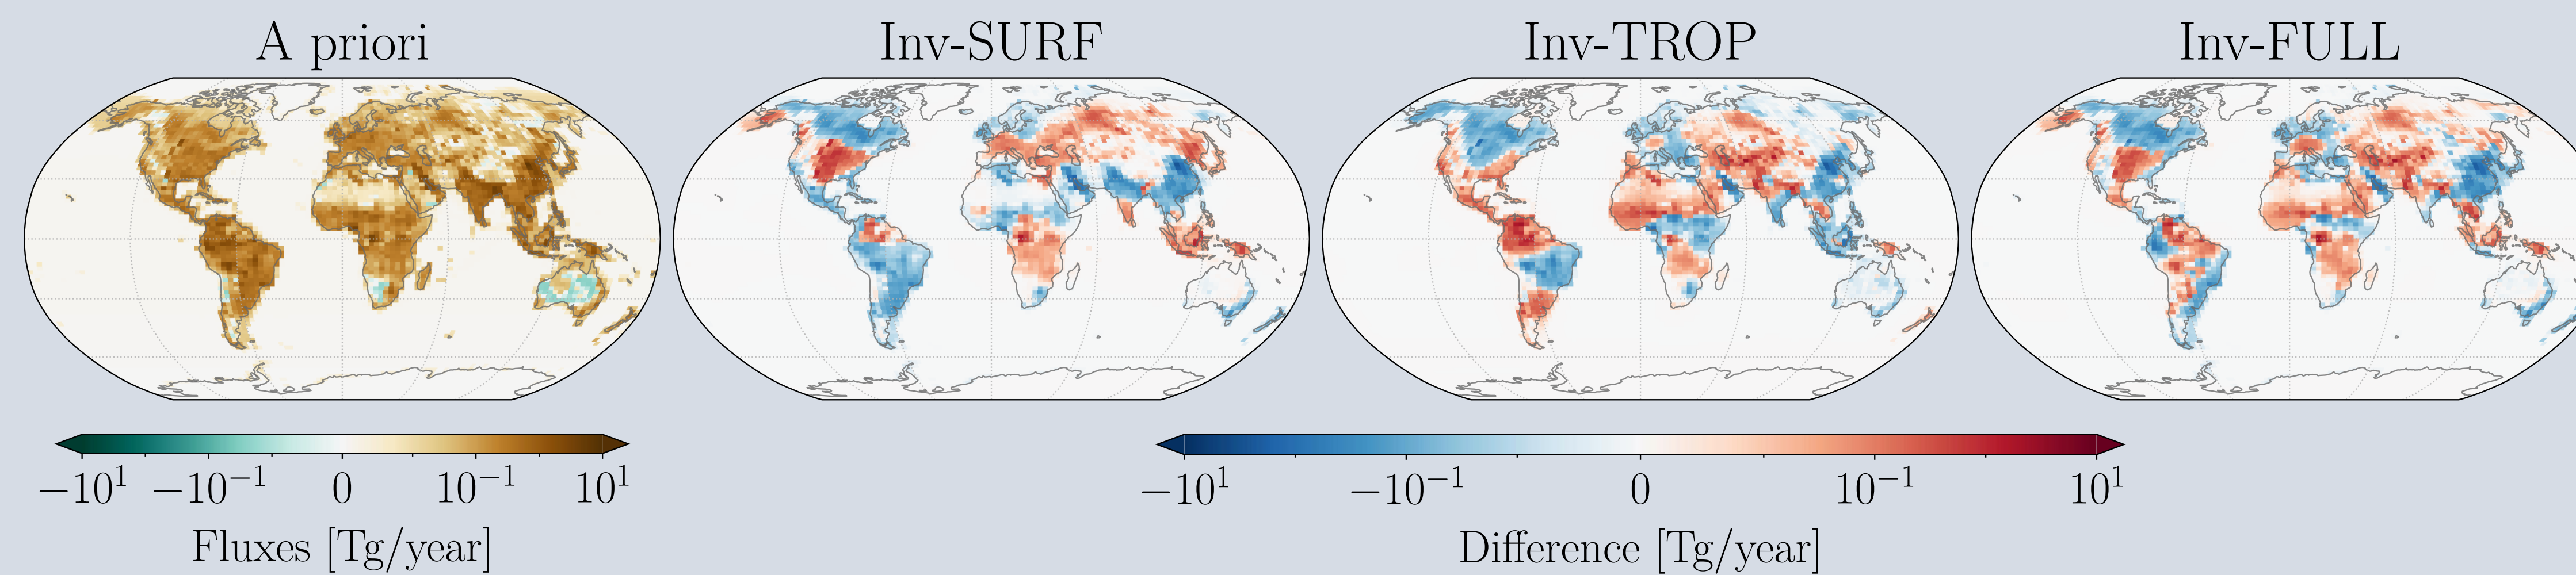 A priori
Inv-SURF
Inv-TROP
Inv-FULL
−10¹ −10⁻¹ 0 10⁻¹ 10¹
Fluxes [Tg/year]
−10¹ −10⁻¹ 0 10⁻¹ 10¹
Difference [Tg/year]